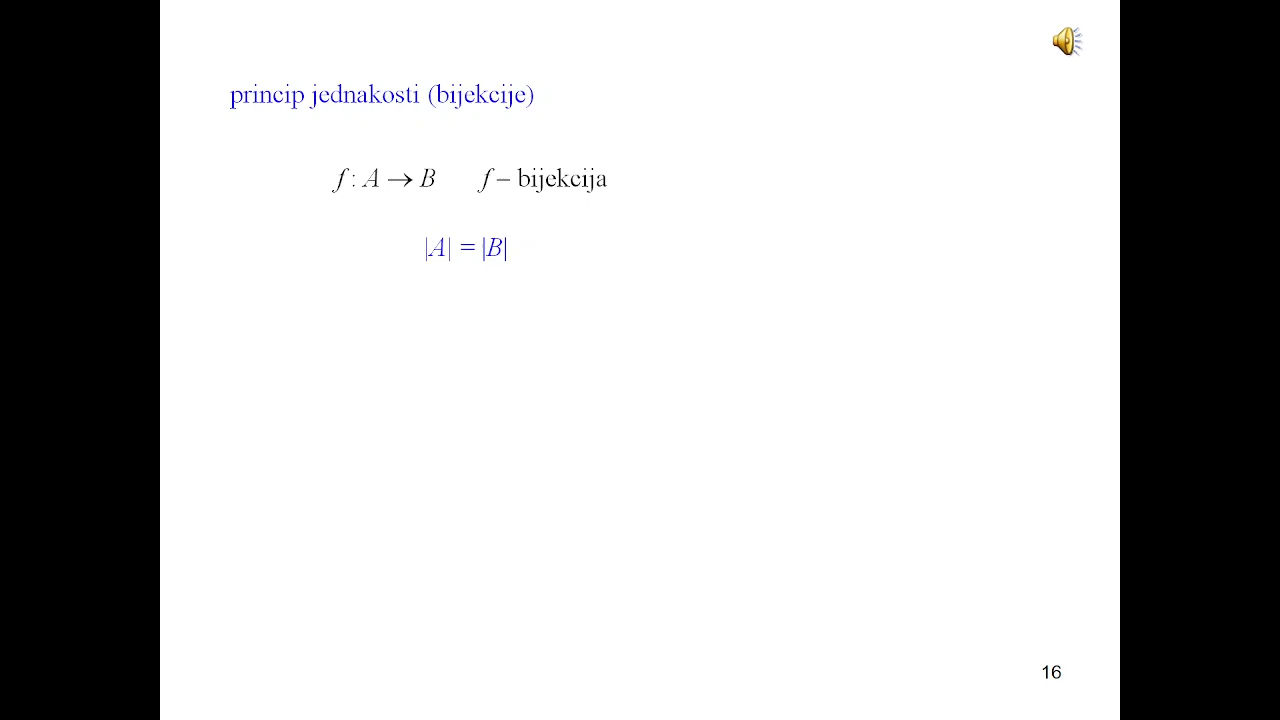 princip jednakosti (bijekcije)
f : A → B f – bijekcija
|A| = |B|
16